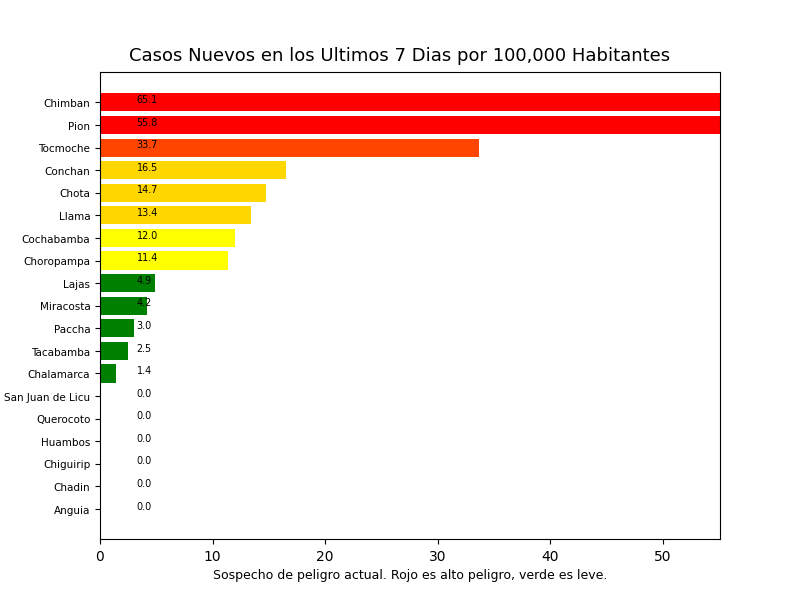 Casos Nuevos en los Ultimos 7 Dias por 100,000 Habitantes
Chimban 65.1
Pion 55.8
Tocmoche 33.7
Conchan 16.5
Chota 14.7
Llama 13.4
Cochabamba 12.0
Choropampa 11.4
Lajas 4.9
Miracosta 4.2
Paccha 3.0
Tacabamba 2.5
Chalamarca 1.4
San Juan de Licu 0.0
Querocoto 0.0
Huambos 0.0
Chiguirip 0.0
Chadin 0.0
Anguia 0.0
0 10 20 30 40 50
Sospecho de peligro actual. Rojo es alto peligro, verde es leve.